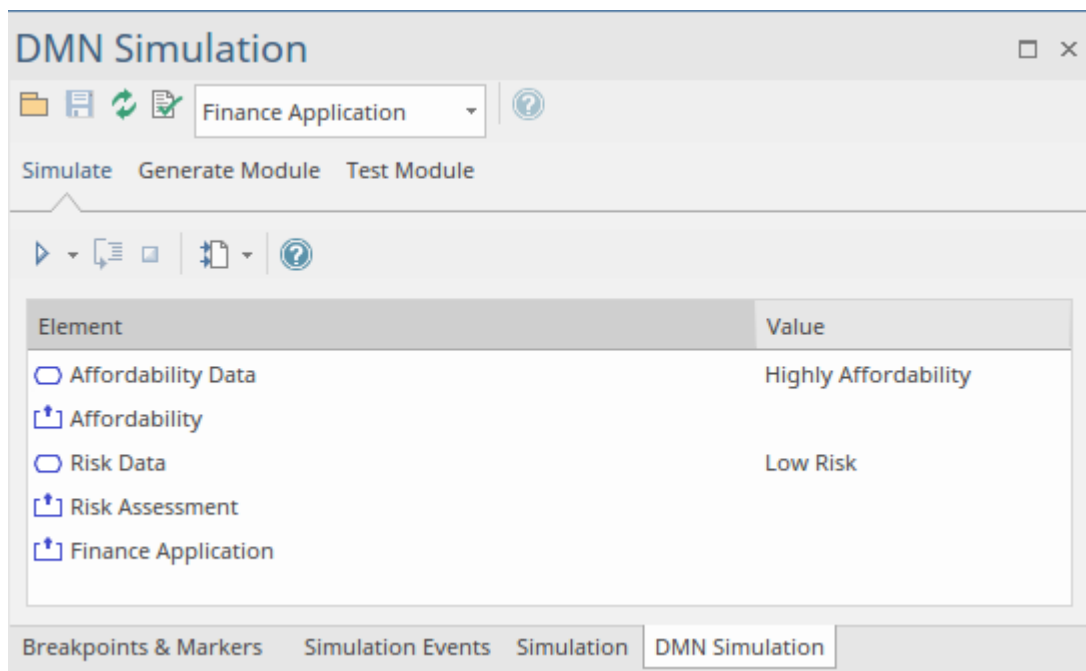 DMN Simulation
Finance Application
Simulate Generate Module Test Module
Element Value
Affordability Data Highly Affordability
Affordability
Risk Data Low Risk
Risk Assessment
Finance Application
Breakpoints & Markers Simulation Events Simulation DMN Simulation